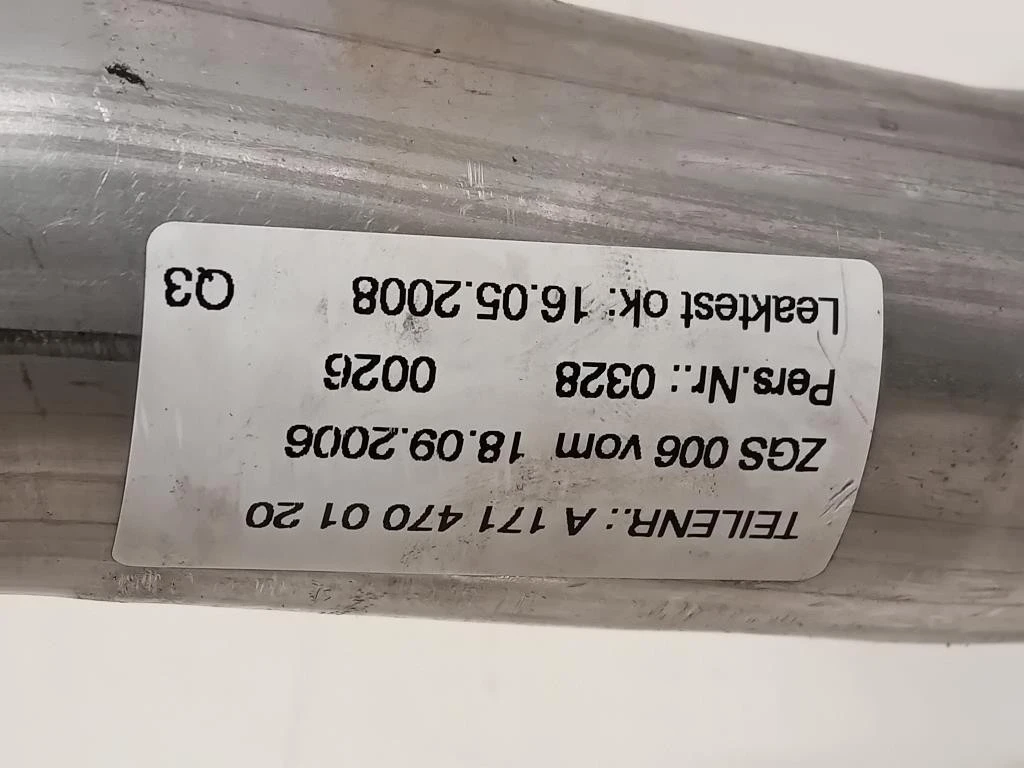 TEILENR.: A 171 470 01 20
ZGS 006 vom 18.09.2006
Pers.Nr.: 0328 0026
Leaktest ok: 16.05.2008 Q3